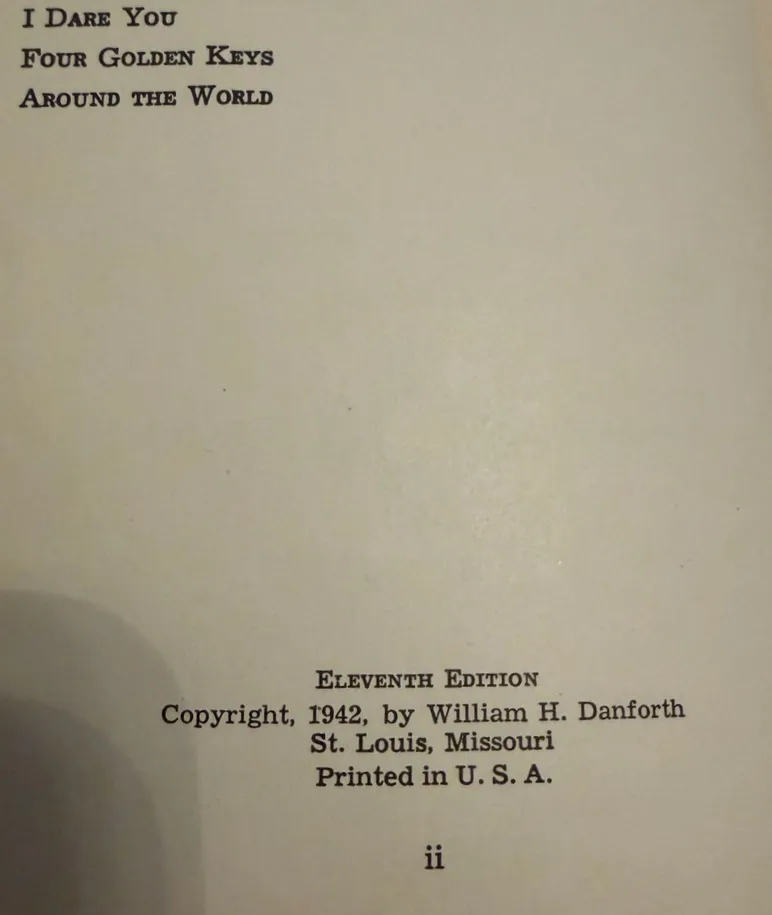 I Dare You
Four Golden Keys
Around the World
Eleventh Edition
Copyright, 1942, by William H. Danforth
St. Louis, Missouri
Printed in U. S. A.
ii